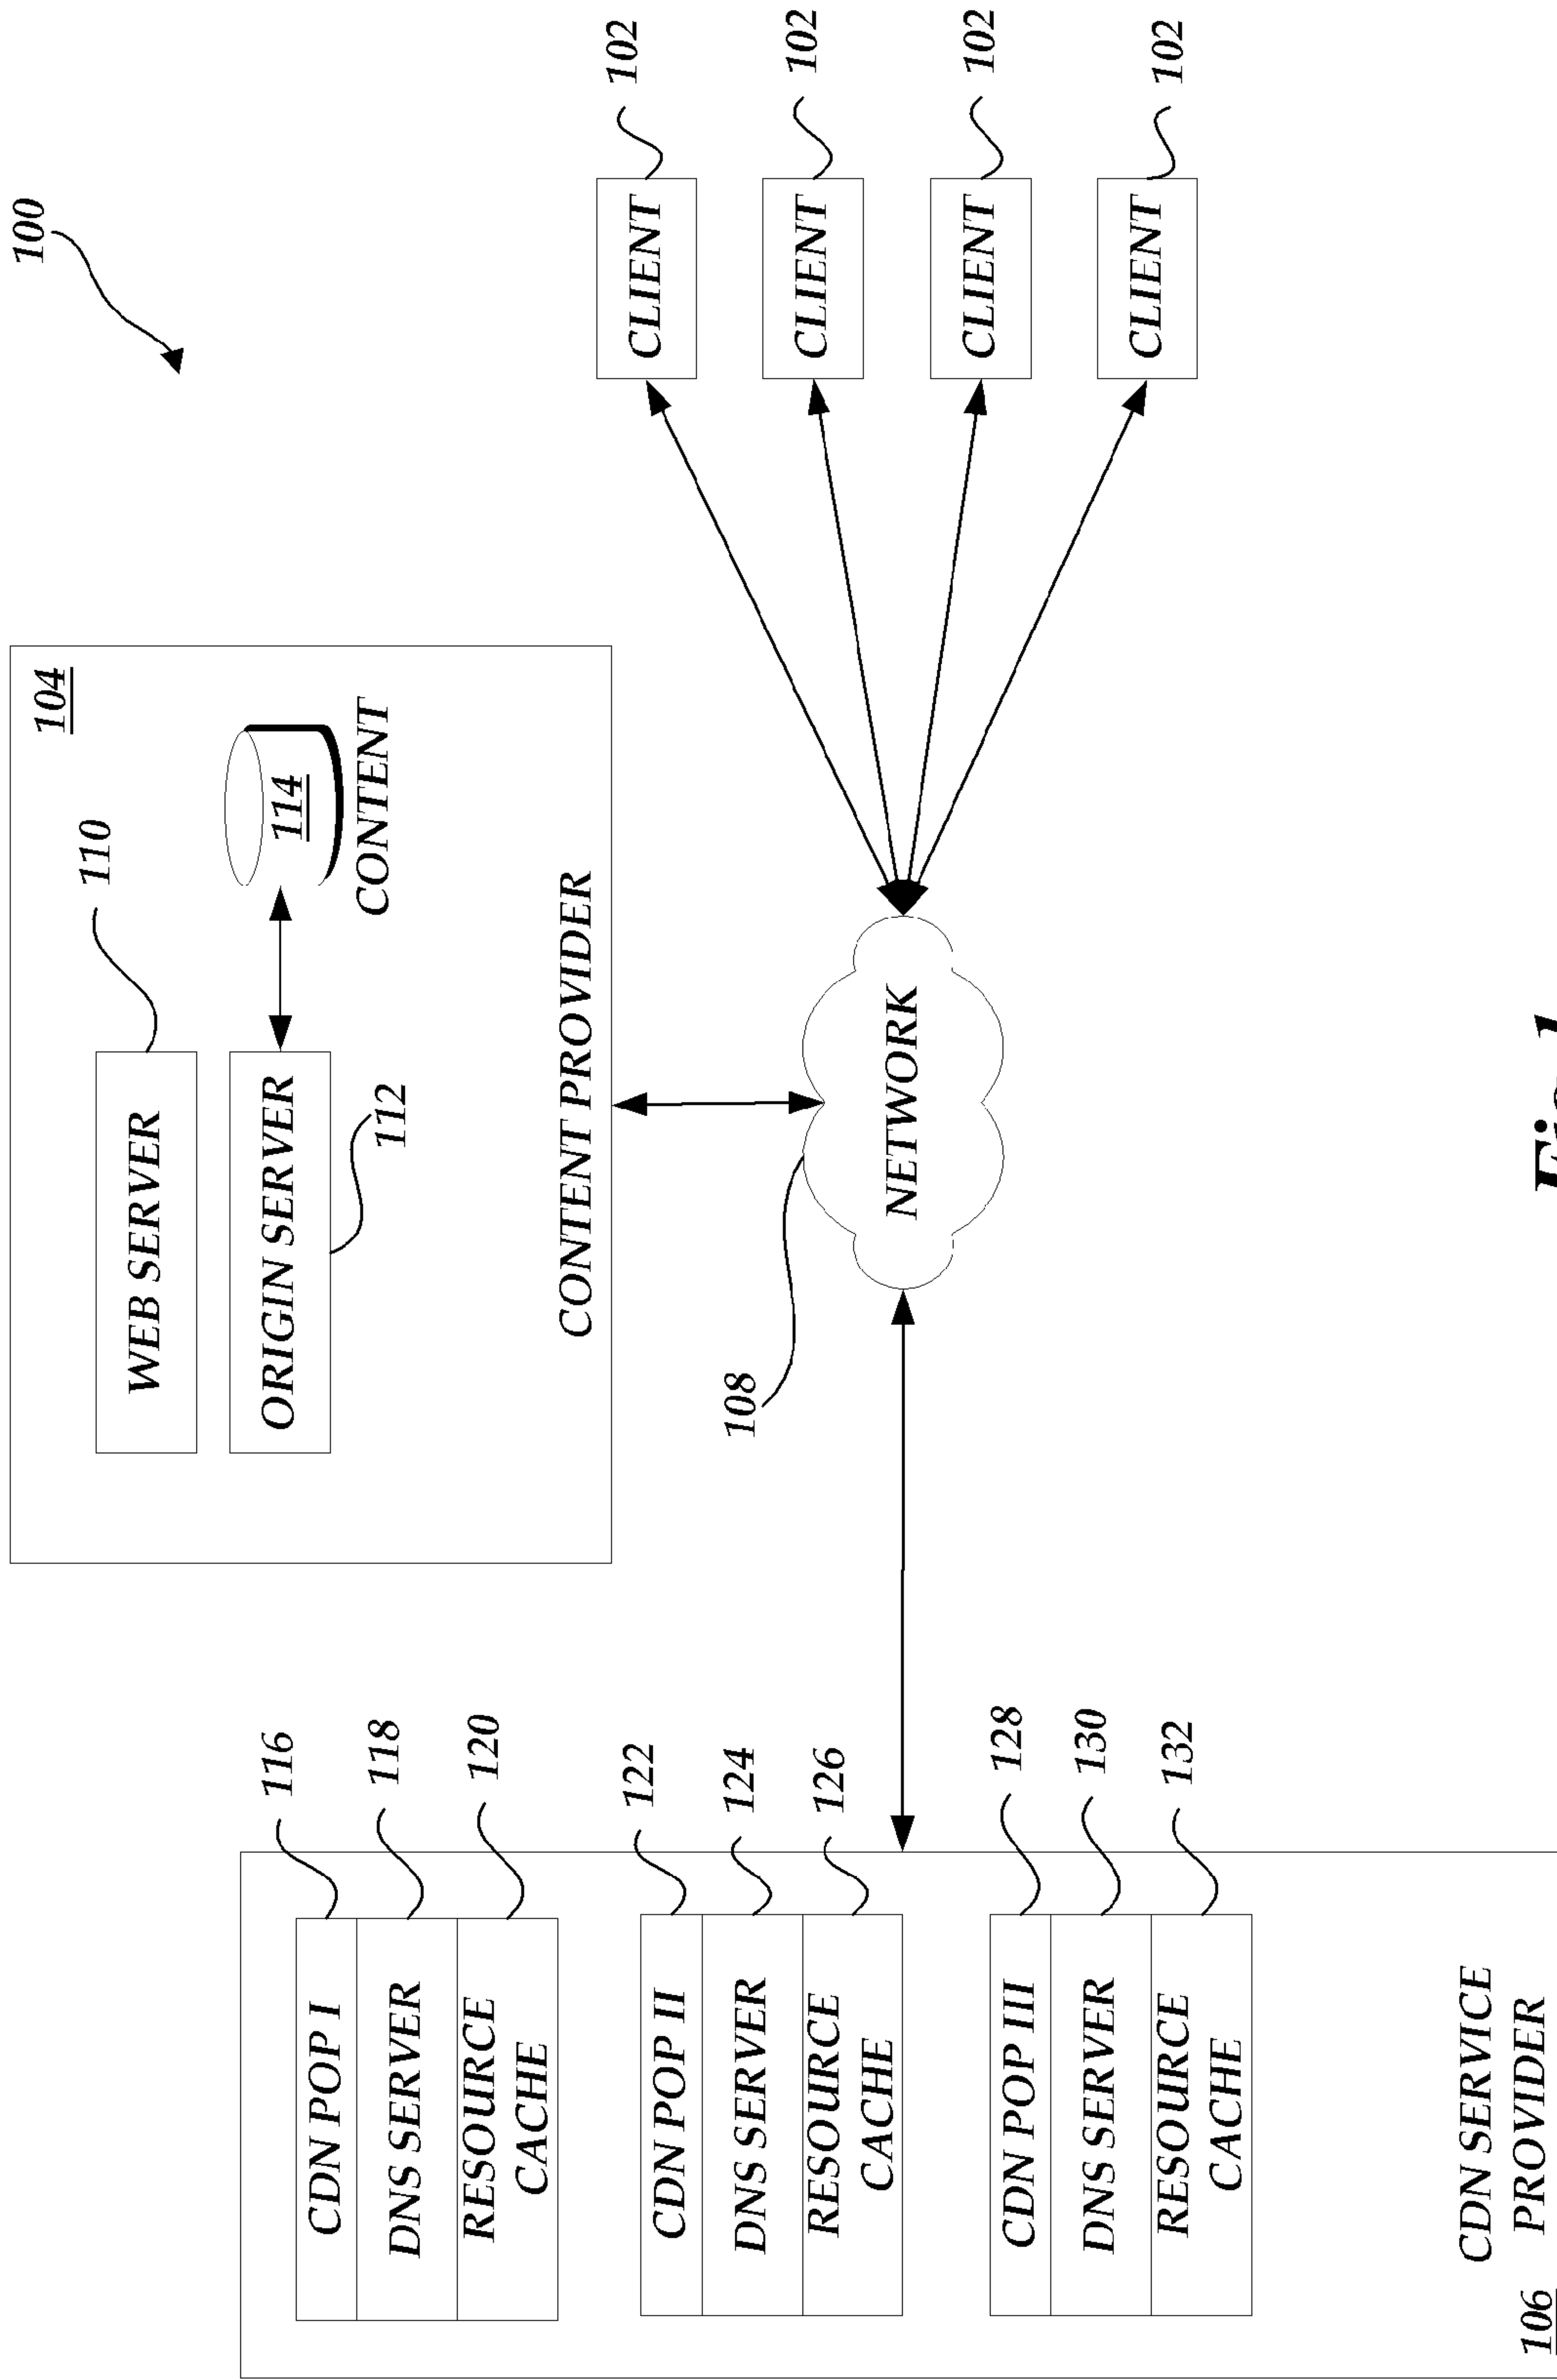 100
104
110
WEB SERVER
ORIGIN SERVER
112
114
CONTENT
CONTENT PROVIDER
102
CLIENT
102
CLIENT
102
CLIENT
102
CLIENT
108
NETWORK
116
CDN POP I
118
DNS SERVER
120
RESOURCE
CACHE
122
CDN POP II
124
DNS SERVER
126
RESOURCE
CACHE
128
CDN POP III
130
DNS SERVER
132
RESOURCE
CACHE
CDN SERVICE
PROVIDER
106